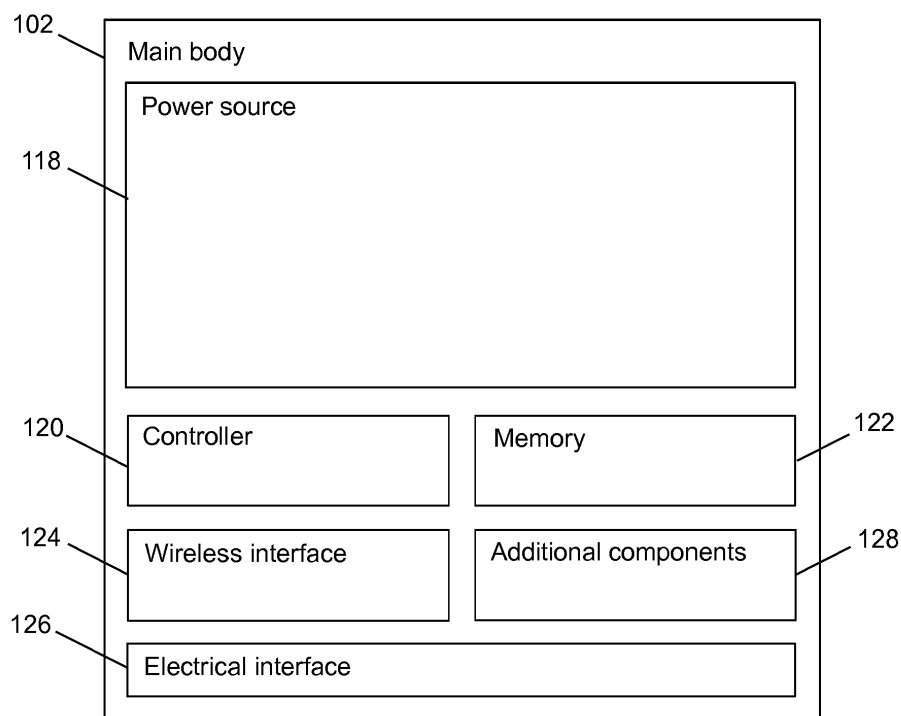 102
Main body
Power source
118
120
Controller
Memory
122
124
Wireless interface
Additional components
128
126
Electrical interface